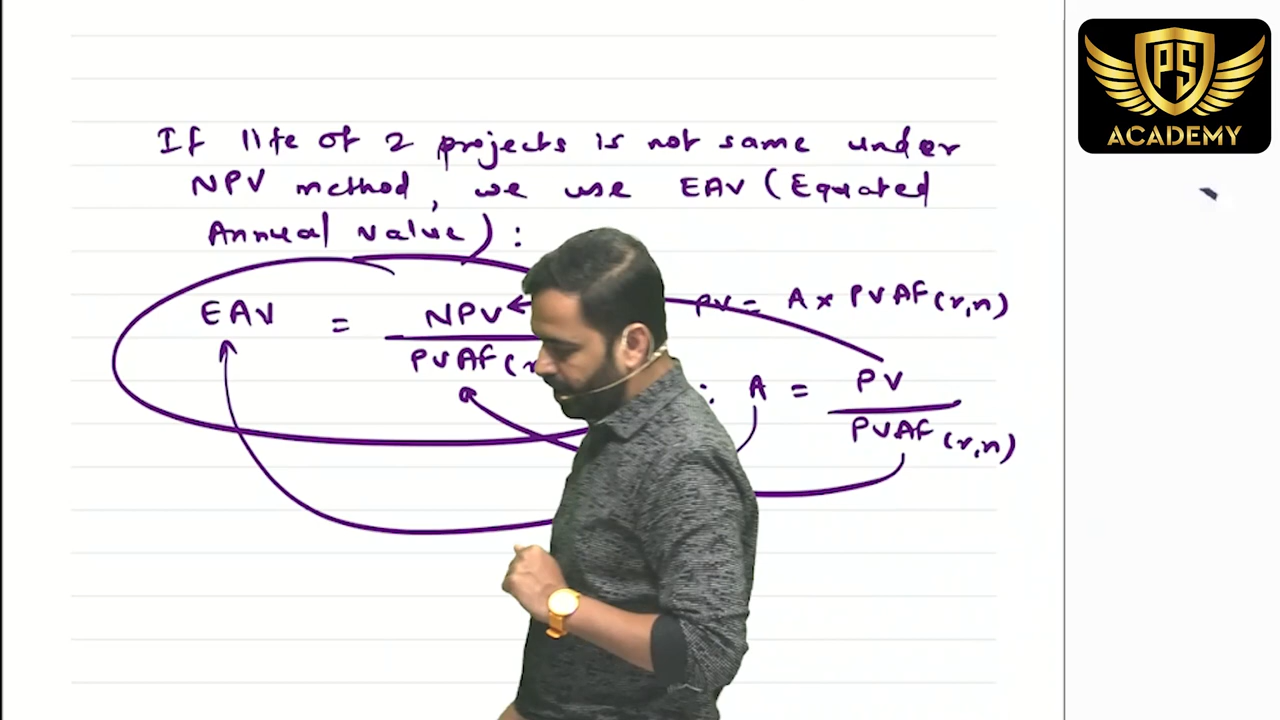 If life of 2 projects is not same under
NPV method, we use EAV (Equated
Annual value) :
EAV = NPV
PVAF(r
PV = A x PVAF(r,n)
: A = PV
PVAF(r,n)
PS
ACADEMY